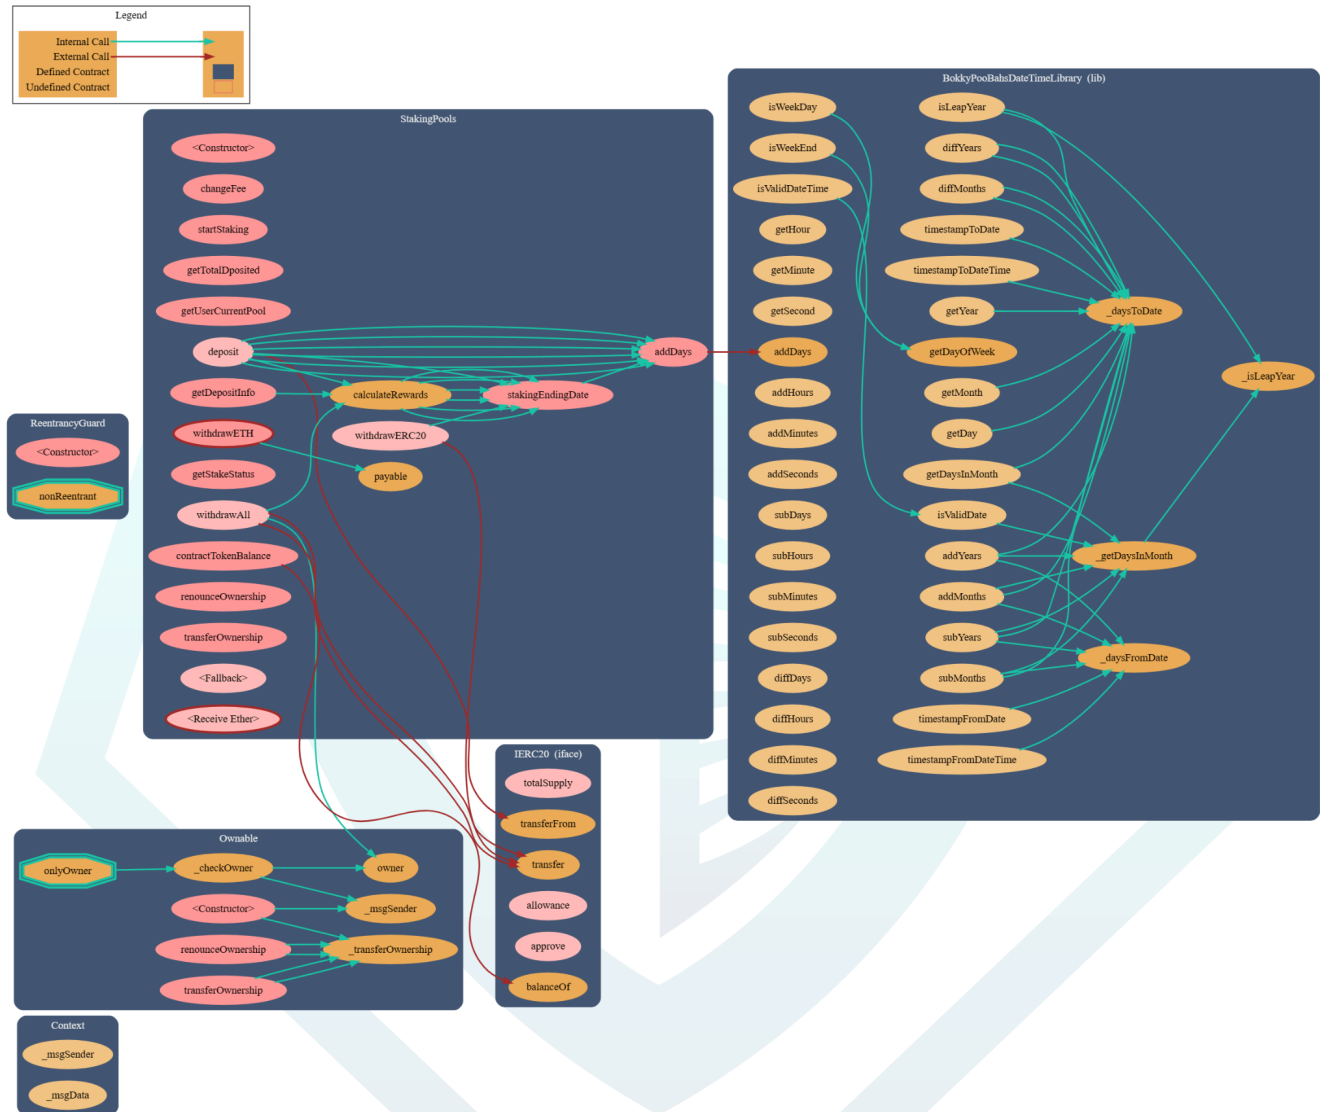 Legend
Internal Call
External Call
Defined Contract
Undefined Contract
StakingPools
<Constructor>
changeFee
startStaking
getTotalDposited
getUserCurrentPool
deposit
addDays
getDepositInfo
calculateRewards
stakingEndingDate
withdrawETH
withdrawERC20
getStakeStatus
payable
withdrawAll
contractTokenBalance
renounceOwnership
transferOwnership
<Fallback>
<Receive Ether>
BokkyPooBahsDateTimeLibrary (lib)
isWeekDay
isLeapYear
isWeekEnd
diffYears
isValidDateTime
diffMonths
getHour
timestampToDate
getMinute
timestampToDateTime
getSecond
getYear
_daysToDate
addDays
getDayOfWeek
_isLeapYear
addHours
getMonth
addMinutes
getDay
addSeconds
getDaysInMonth
subDays
isValidDate
subHours
addYears
_getDaysInMonth
subMinutes
addMonths
subSeconds
subYears
_daysFromDate
diffDays
subMonths
diffHours
timestampFromDate
diffMinutes
timestampFromDateTime
diffSeconds
ReentrancyGuard
<Constructor>
nonReentrant
IERC20 (iface)
totalSupply
transferFrom
transfer
allowance
approve
balanceOf
Ownable
onlyOwner
_checkOwner
owner
<Constructor>
_msgSender
renounceOwnership
_transferOwnership
transferOwnership
Context
_msgSender
_msgData